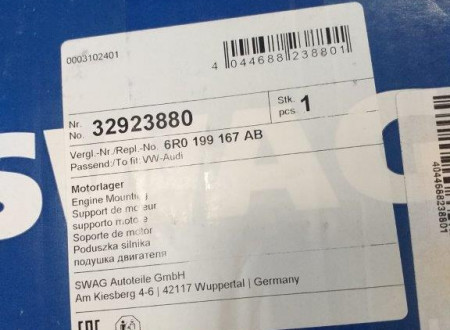 0003102401
4 044688 238801
Nr.
No. 32923880
Stk.
pcs. 1
Vergl.-Nr./Repl.-No. 6R0 199 167 AB
Passend:/To fit: VW-Audi
Motorlager
Engine Mounting
Support de moteur
supporto motore
Soporte de motor
Poduszka silnika
подушка двигателя
SWAG Autoteile GmbH
Am Kiesberg 4-6 | 42117 Wuppertal | Germany
EAC
SWAG
4044688238801